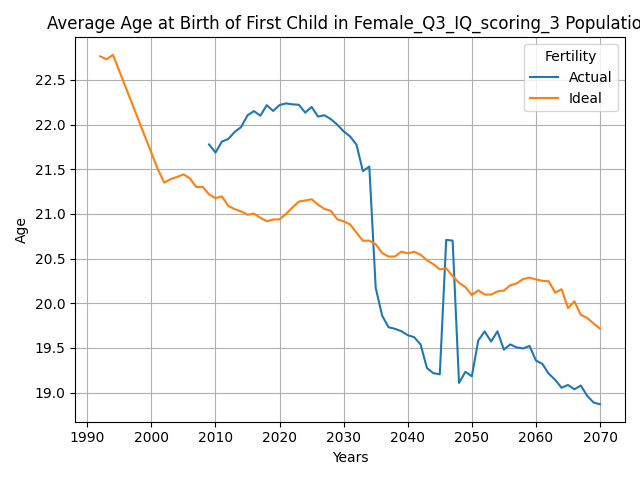 Average Age at Birth of First Child in Female_Q3_IQ_scoring_3 Populatio
Fertility
Actual
Ideal
Age
22.5
22.0
21.5
21.0
20.5
20.0
19.5
19.0
1990 2000 2010 2020 2030 2040 2050 2060 2070
Years